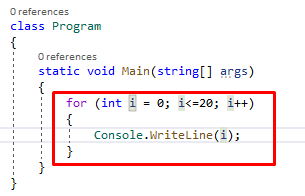 0 references
class Program
{
0 references
static void Main(string[] args)
{
for (int i = 0; i<=20; i++)
{
Console.WriteLine(i);
}
}
}